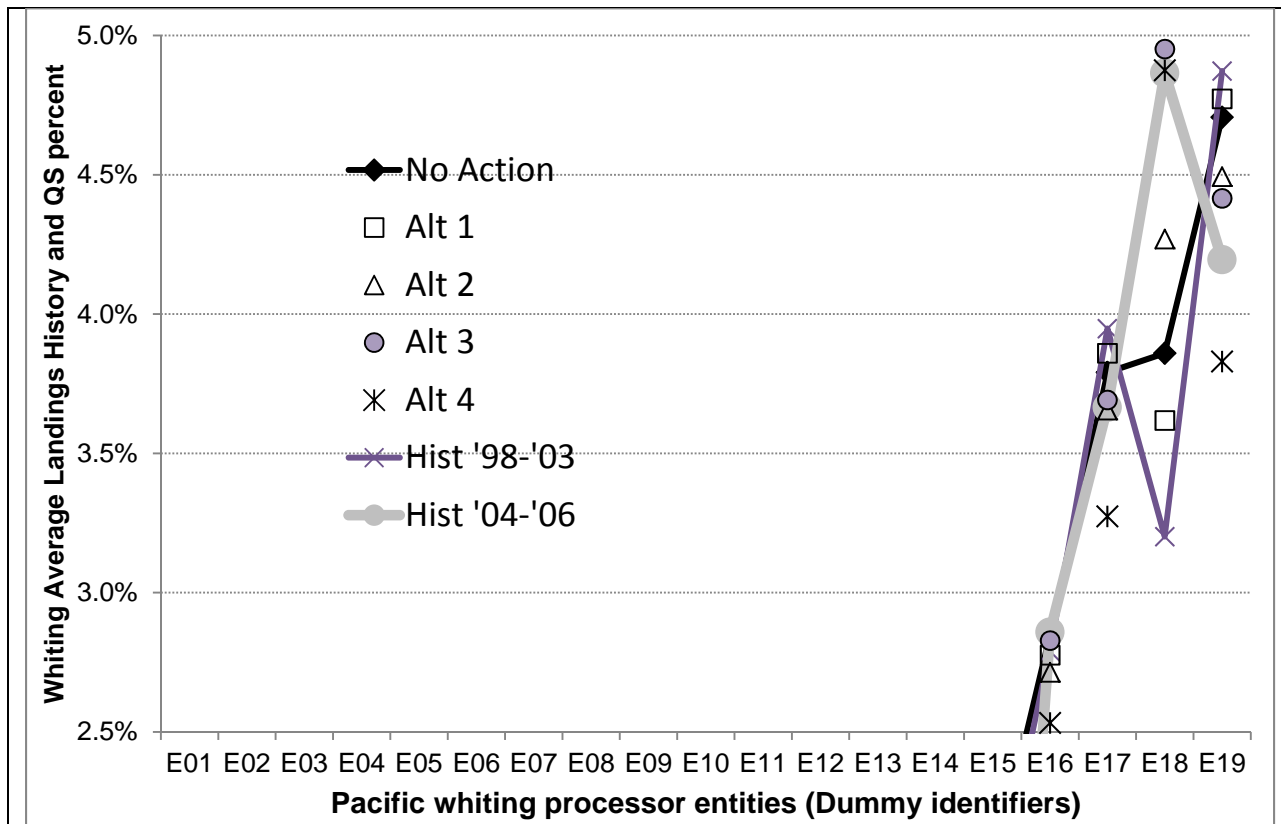 Whiting Average Landings History and QS percent
5.0%
4.5%
4.0%
3.5%
3.0%
2.5%
No Action
Alt 1
Alt 2
Alt 3
Alt 4
Hist '98-'03
Hist '04-'06
E01 E02 E03 E04 E05 E06 E07 E08 E09 E10 E11 E12 E13 E14 E15 E16 E17 E18 E19
Pacific whiting processor entities (Dummy identifiers)